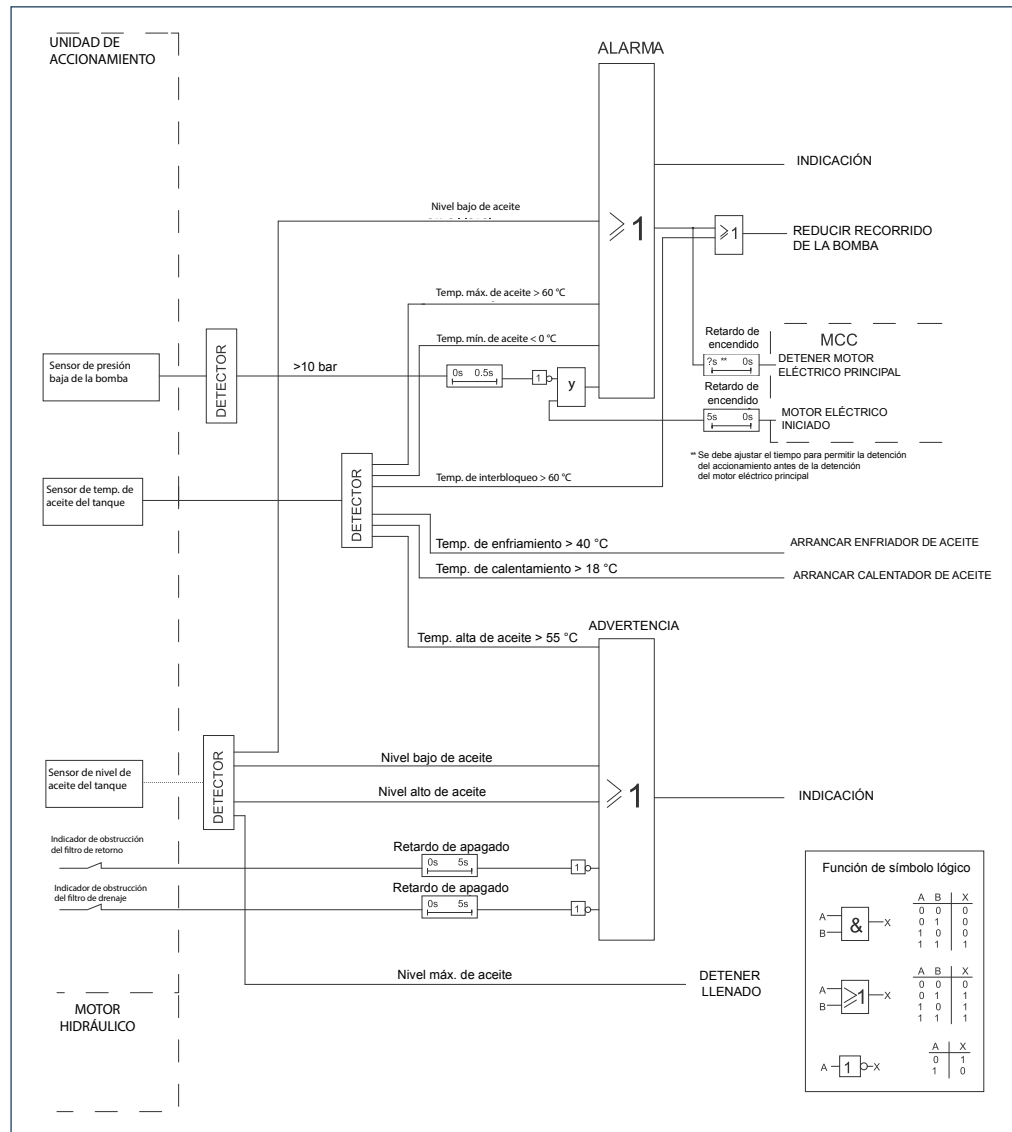 UNIDAD DE
ACCIONAMIENTO
ALARMA
INDICACIÓN
Nivel bajo de aceite
≥1
≥1
REDUCIR RECORRIDO
DE LA BOMBA
Temp. máx. de aceite > 60 °C
Temp. mín. de aceite < 0 °C
Retardo de
encendido
MCC
?s ** 0s
DETENER MOTOR
ELÉCTRICO PRINCIPAL
Sensor de presión
baja de la bomba
DETECTOR
>10 bar
0s 0.5s
1
y
Retardo de
encendido
5s 0s
MOTOR ELÉCTRICO
INICIADO
** Se debe ajustar el tiempo para permitir la detención
del accionamiento antes de la detención
del motor eléctrico principal
Sensor de temp. de
aceite del tanque
DETECTOR
Temp. de interbloqueo > 60 °C
Temp. de enfriamiento > 40 °C
ARRANCAR ENFRIADOR DE ACEITE
Temp. de calentamiento > 18 °C
ARRANCAR CALENTADOR DE ACEITE
ADVERTENCIA
Temp. alta de aceite > 55 °C
Sensor de nivel de
aceite del tanque
DETECTOR
Nivel bajo de aceite
Nivel alto de aceite
≥1
INDICACIÓN
Indicador de obstrucción
del filtro de retorno
Retardo de apagado
0s 5s
1
Indicador de obstrucción
del filtro de drenaje
Retardo de apagado
0s 5s
1
Nivel máx. de aceite
DETENER
LLENADO
MOTOR
HIDRÁULICO
Función de símbolo lógico
A B X
0 0 0
0 1 0
1 0 0
1 1 1
A
B
&
X
A B X
0 0 0
0 1 1
1 0 1
1 1 1
A
B
≥1
X
A X
0 1
1 0
A 1 X